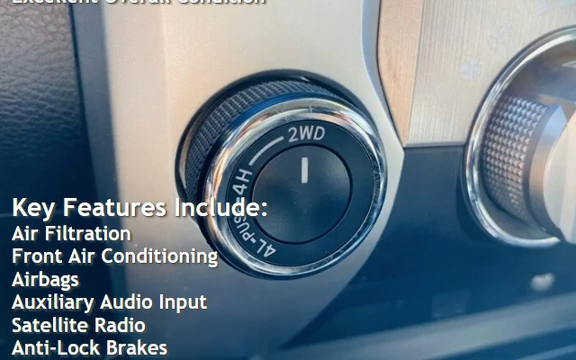 Excellent Overall Condition
2WD
4H
4L-PUSH
Key Features Include:
Air Filtration
Front Air Conditioning
Airbags
Auxiliary Audio Input
Satellite Radio
Anti-Lock Brakes